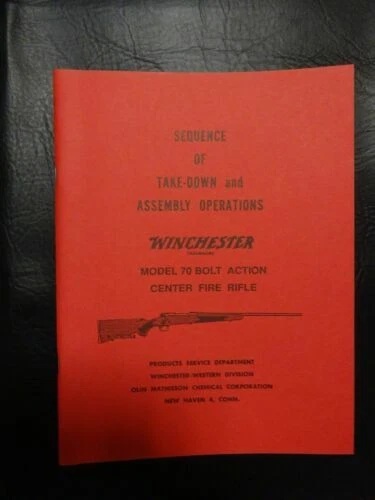 SEQUENCE
OF
TAKE-DOWN and
ASSEMBLY OPERATIONS
WINCHESTER
TRADEMARK
MODEL 70 BOLT ACTION
CENTER FIRE RIFLE
PRODUCTS SERVICE DEPARTMENT
WINCHESTER-WESTERN DIVISION
OLIN MATHIESON CHEMICAL CORPORATION
NEW HAVEN 4, CONN.